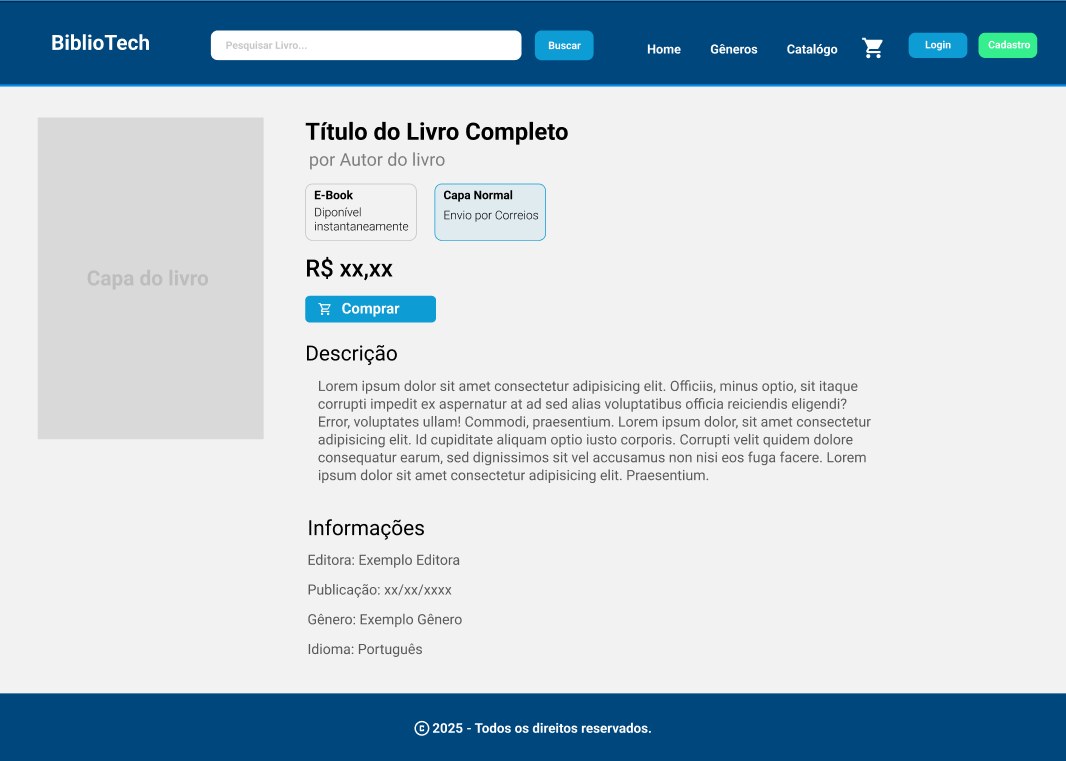 BiblioTech
Pesquisar Livro...
Buscar
Home
Gêneros
Catalógo
Login
Cadastro
Capa do livro
Título do Livro Completo
por Autor do livro
E-Book
Diponível
instantaneamente
Capa Normal
Envio por Correios
R$ xx,xx
Comprar
Descrição
Lorem ipsum dolor sit amet consectetur adipisicing elit. Officiis, minus optio, sit itaque
corrupti impedit ex aspernatur at ad sed alias voluptatibus officia reiciendis eligendi?
Error, voluptates ullam! Commodi, praesentium. Lorem ipsum dolor, sit amet consectetur
adipisicing elit. Id cupiditate aliquam optio iusto corporis. Corrupti velit quidem dolore
consequatur earum, sed dignissimos sit vel accusamus non nisi eos fuga facere. Lorem
ipsum dolor sit amet consectetur adipisicing elit. Praesentium.
Informações
Editora: Exemplo Editora
Publicação: xx/xx/xxxx
Gênero: Exemplo Gênero
Idioma: Português
© 2025 - Todos os direitos reservados.